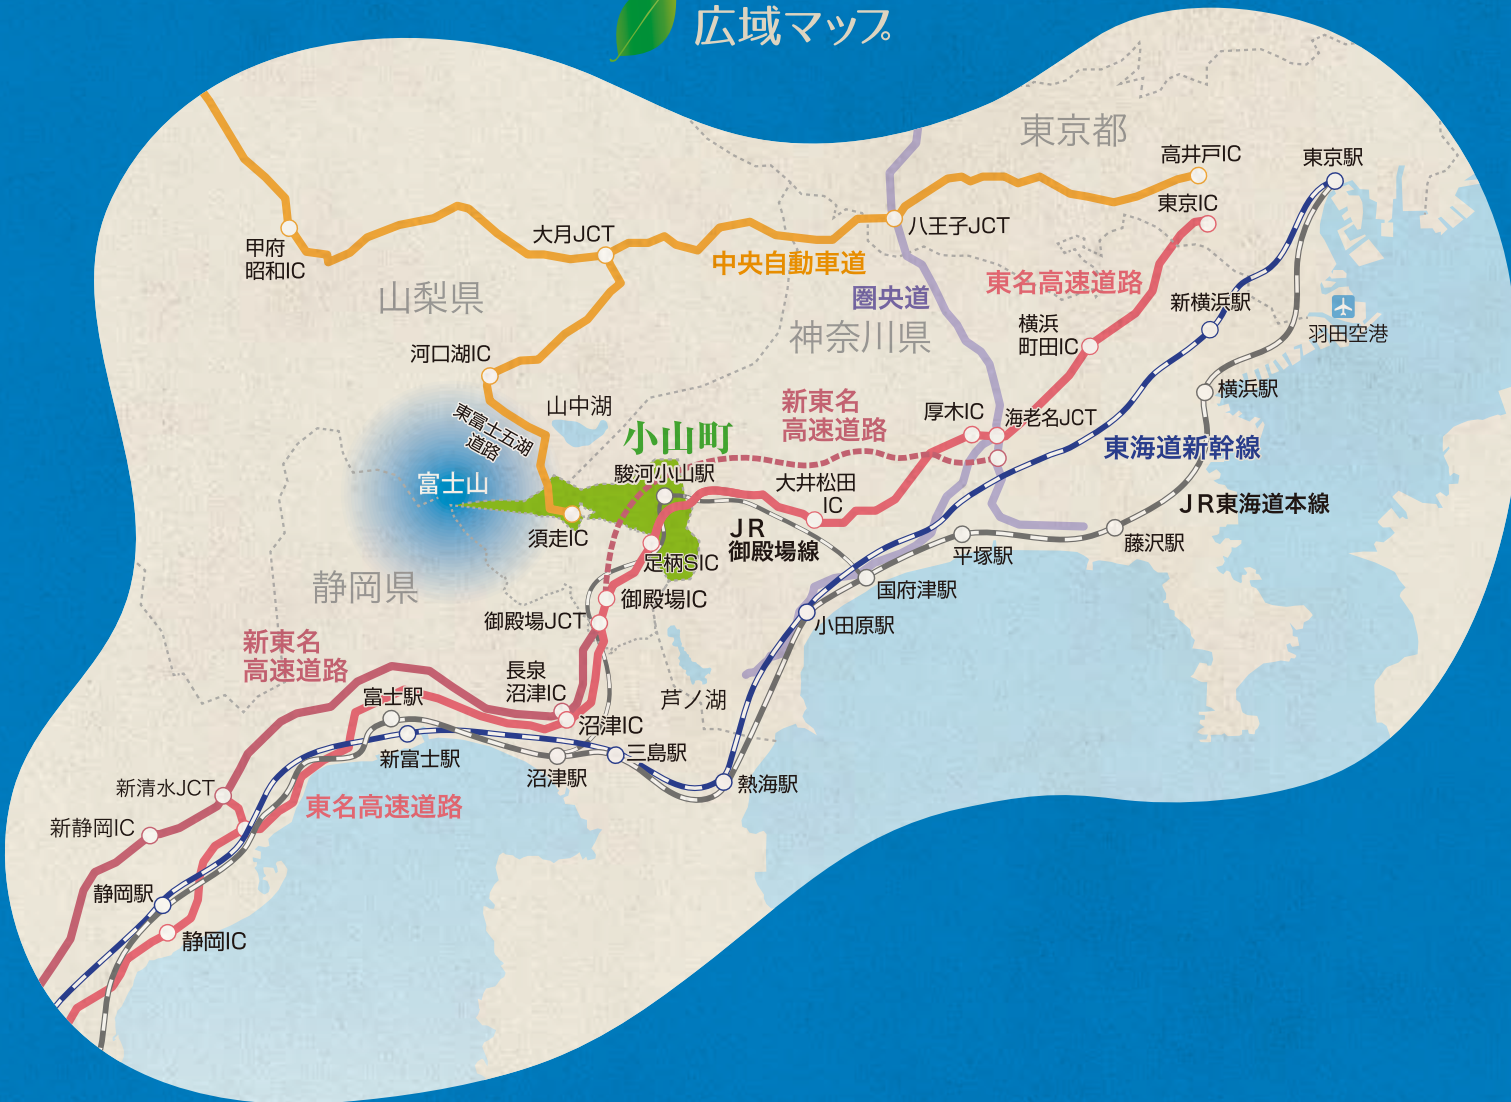 広域マップ
東京都
高井戸IC
東京駅
東京IC
甲府
昭和IC
大月JCT
八王子JCT
中央自動車道
圏央道
東名高速道路
新横浜駅
山梨県
神奈川県
横浜
町田IC
羽田空港
河口湖IC
横浜駅
山中湖
東富士五湖
道路
小山町
新東名
高速道路
厚木IC
海老名JCT
東海道新幹線
富士山
駿河小山駅
大井松田
IC
JR東海道本線
須走IC
JR
御殿場線
足柄SIC
平塚駅
藤沢駅
静岡県
御殿場IC
国府津駅
御殿場JCT
小田原駅
新東名
高速道路
長泉
沼津IC
芦ノ湖
富士駅
沼津IC
新富士駅
三島駅
沼津駅
熱海駅
新清水JCT
東名高速道路
新静岡IC
静岡駅
静岡IC